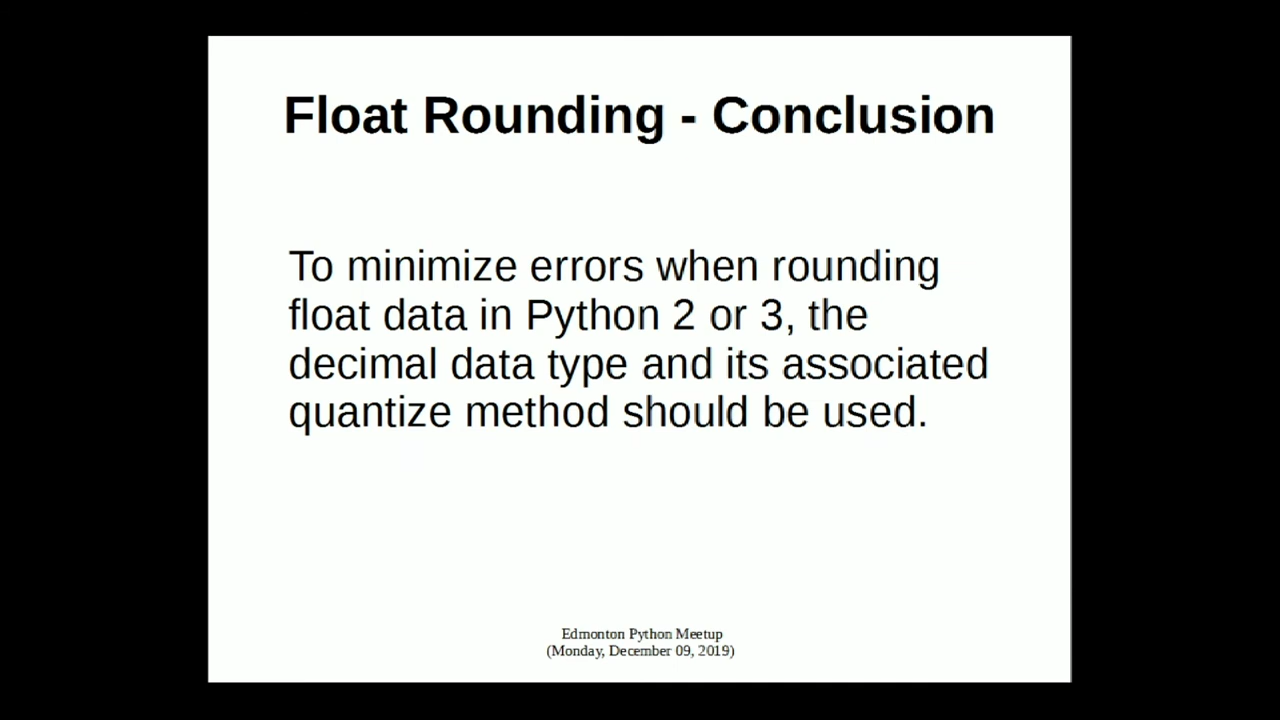 Float Rounding - Conclusion
To minimize errors when rounding
float data in Python 2 or 3, the
decimal data type and its associated
quantize method should be used.
Edmonton Python Meetup
(Monday, December 09, 2019)